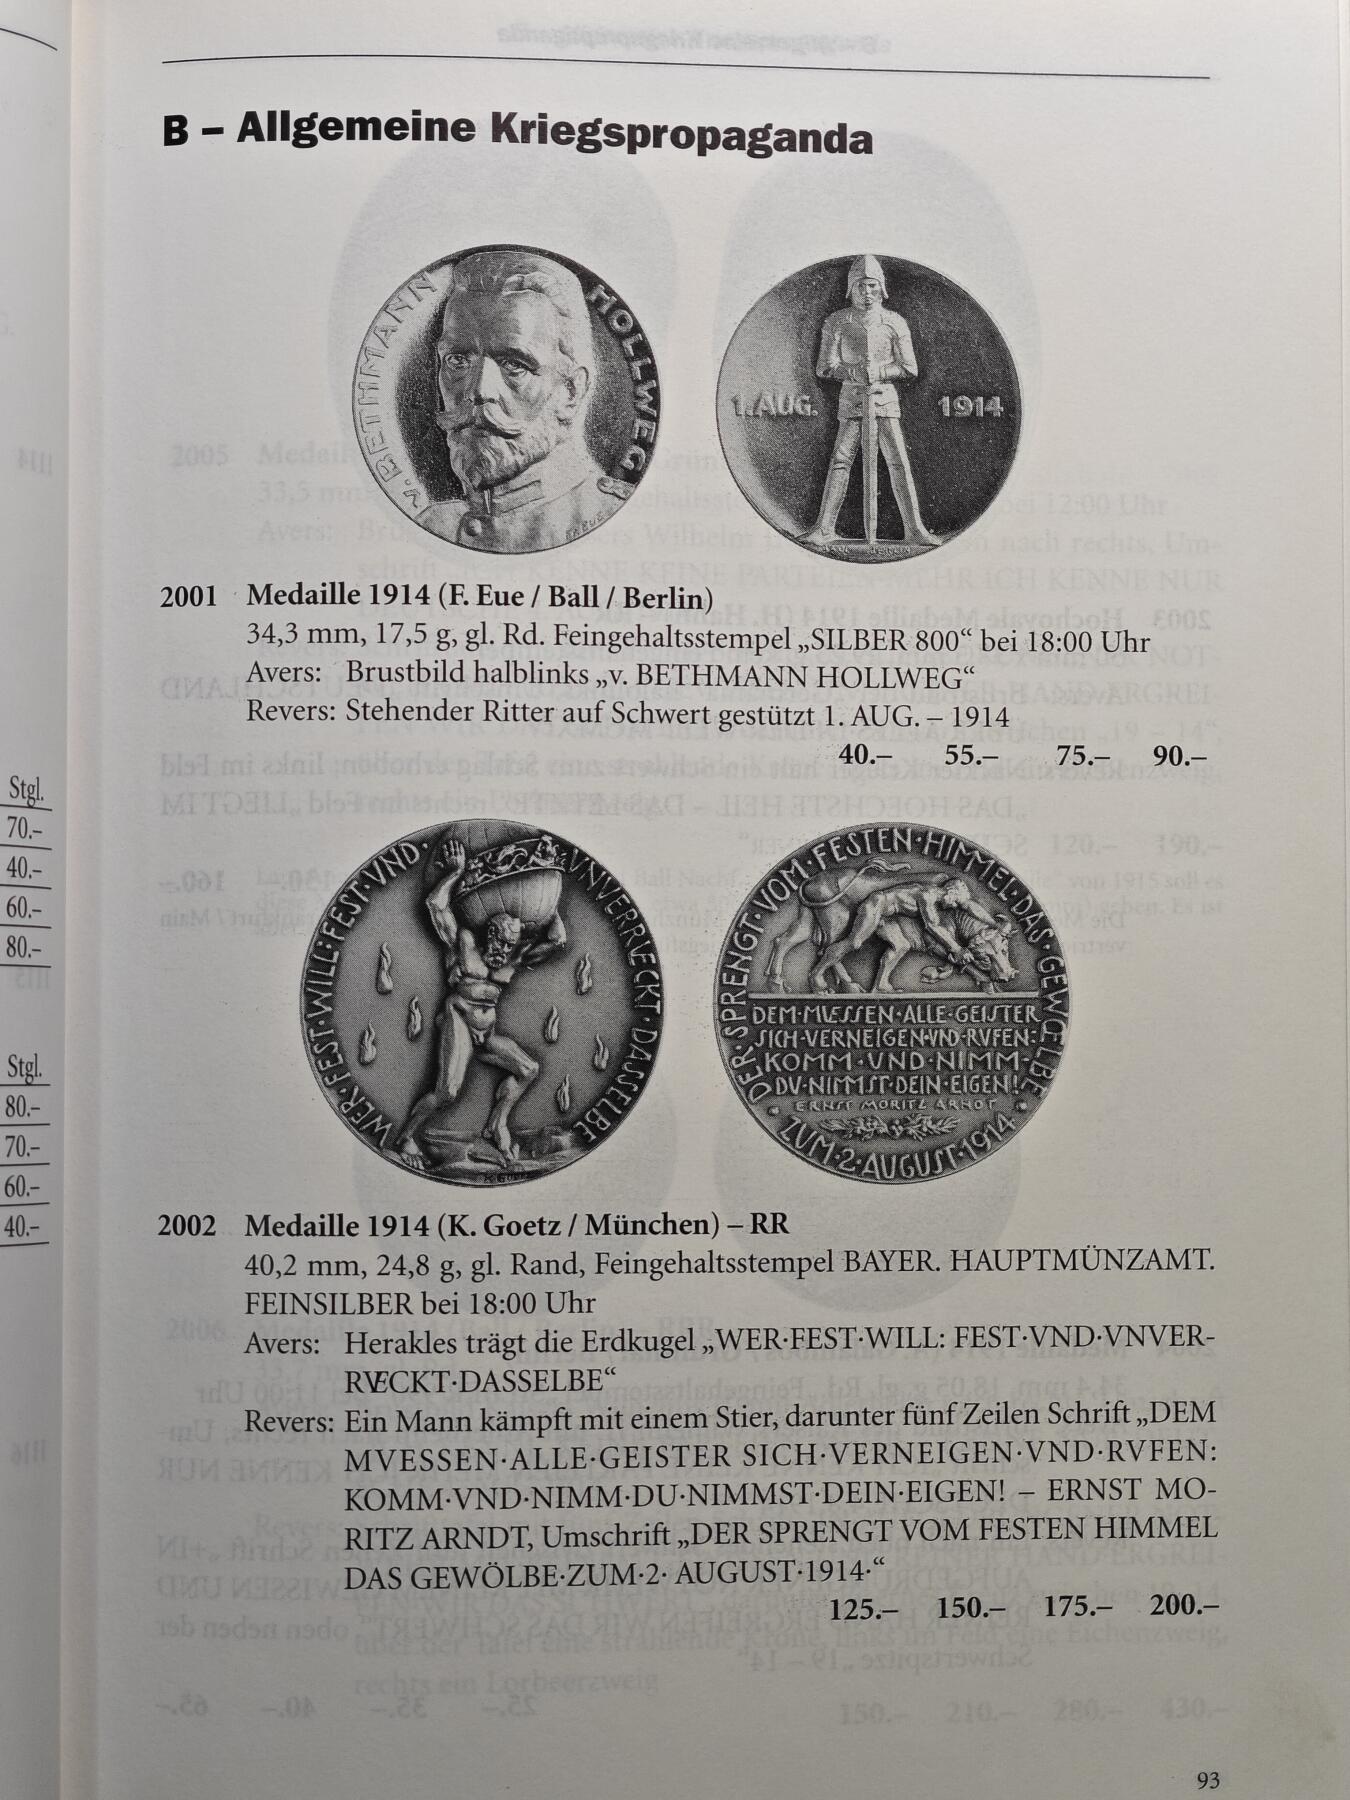 B – Allgemeine Kriegspropaganda
v. BETHMANN HOLLWEG
1. AUG. 1914
2001 Medaille 1914 (F. Eue / Ball / Berlin)
34,3 mm, 17,5 g, gl. Rd. Feingehaltsstempel „SILBER 800“ bei 18:00 Uhr
Avers: Brustbild halblinks „v. BETHMANN HOLLWEG“
Revers: Stehender Ritter auf Schwert gestützt 1. AUG. – 1914
40.– 55.– 75.– 90.–
WER·FEST·WILL:FEST·VND· VNVERRVECKT·DASSELBE
DER·SPRENGT·VOM·FESTEN·HIMMEL·DAS·GEWOELBE
DEM·MVESSEN·ALLE·GEISTER
SICH·VERNEIGEN·VND·RVFEN:
KOMM·VND·NIMM·
DV·NIMMST·DEIN·EIGEN!
ERNST MORITZ ARNDT
·ZUM·2·AUGUST·1914·
2002 Medaille 1914 (K. Goetz / München) – RR
40,2 mm, 24,8 g, gl. Rand, Feingehaltsstempel BAYER. HAUPTMÜNZAMT.
FEINSILBER bei 18:00 Uhr
Avers: Herakles trägt die Erdkugel „WER·FEST·WILL: FEST·VND·VNVER-
RVECKT·DASSELBE“
Revers: Ein Mann kämpft mit einem Stier, darunter fünf Zeilen Schrift „DEM
MVESSEN·ALLE·GEISTER SICH·VERNEIGEN·VND·RVFEN:
KOMM·VND·NIMM·DU·NIMMST·DEIN·EIGEN! – ERNST MO-
RITZ ARNDT, Umschrift „DER SPRENGT VOM FESTEN HIMMEL
DAS GEWÖLBE·ZUM·2· AUGUST·1914·“
125.– 150.– 175.– 200.–
93
Stgl.
70.–
40.–
60.–
80.–
Stgl.
80.–
70.–
60.–
40.–